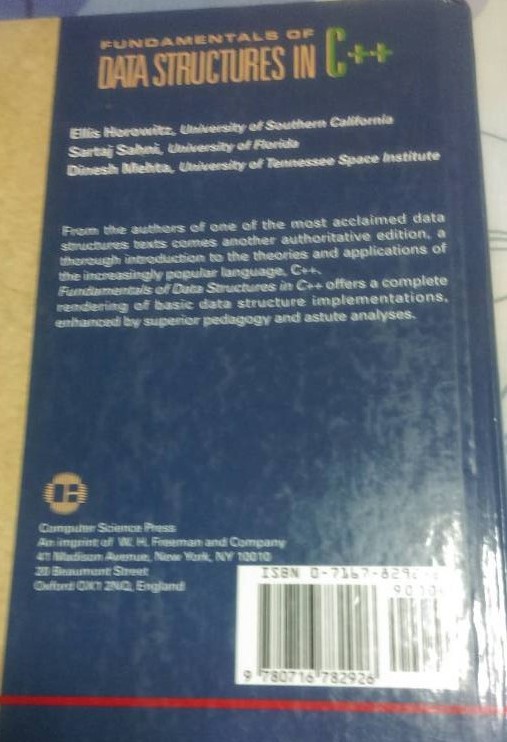 FUNDAMENTALS OF
DATA STRUCTURES IN C++
Ellis Horowitz, University of Southern California
Sartaj Sahni, University of Florida
Dinesh Mehta, University of Tennessee Space Institute
From the authors of one of the most acclaimed data
structures texts comes another authoritative edition, a
thorough introduction to the theories and applications of
the increasingly popular language, C++.
Fundamentals of Data Structures in C++ offers a complete
rendering of basic data structure implementations,
enhanced by superior pedagogy and astute analyses.
Computer Science Press
An imprint of W. H. Freeman and Company
41 Madison Avenue, New York, NY 10010
20 Beaumont Street
Oxford OX1 2NQ, England
ISBN 0-7167-829
9 780716 782926